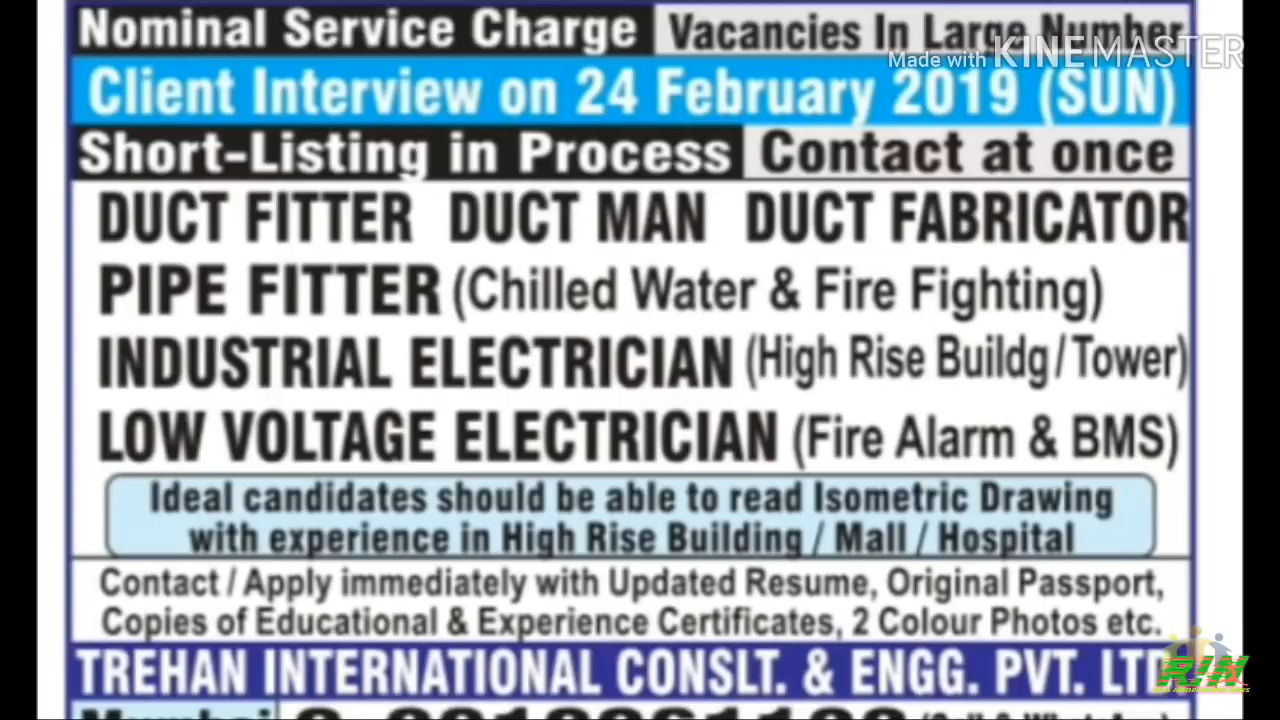 Nominal Service Charge Vacancies In Large Number
Made with KINEMASTER
Client Interview on 24 February 2019 (SUN)
Short-Listing in Process Contact at once
DUCT FITTER DUCT MAN DUCT FABRICATOR
PIPE FITTER (Chilled Water & Fire Fighting)
INDUSTRIAL ELECTRICIAN (High Rise Buildg / Tower)
LOW VOLTAGE ELECTRICIAN (Fire Alarm & BMS)
Ideal candidates should be able to read Isometric Drawing
with experience in High Rise Building / Mall / Hospital
Contact / Apply immediately with Updated Resume, Original Passport,
Copies of Educational & Experience Certificates, 2 Colour Photos etc.
TREHAN INTERNATIONAL CONSLT. & ENGG. PVT. LTD